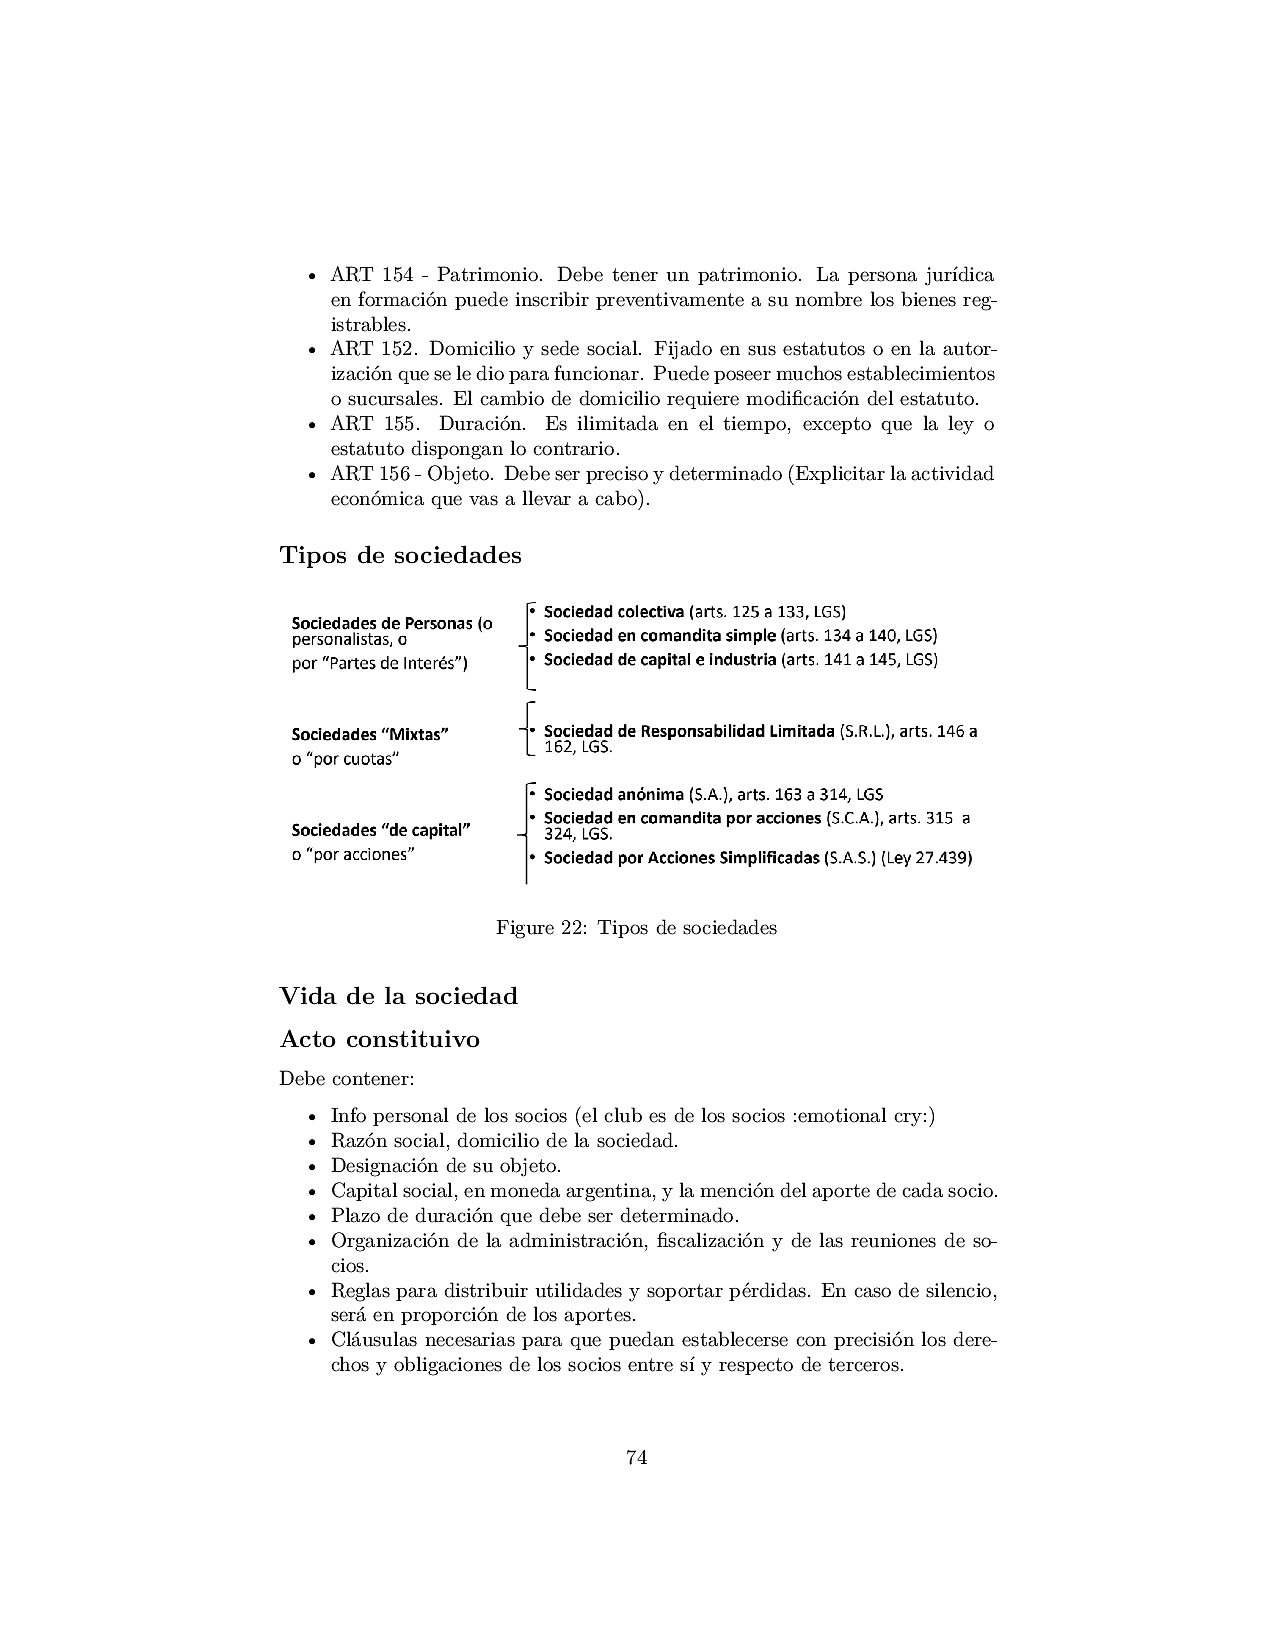 • ART 154 - Patrimonio. Debe tener un patrimonio. La persona jurídica
en formación puede inscribir preventivamente a su nombre los bienes reg-
istrables.
• ART 152. Domicilio y sede social. Fijado en sus estatutos o en la autor-
ización que se le dio para funcionar. Puede poseer muchos establecimientos
o sucursales. El cambio de domicilio requiere modificación del estatuto.
• ART 155. Duración. Es ilimitada en el tiempo, excepto que la ley o
estatuto dispongan lo contrario.
• ART 156 - Objeto. Debe ser preciso y determinado (Explicitar la actividad
económica que vas a llevar a cabo).
Tipos de sociedades
Sociedades de Personas (o
personalistas, o
por “Partes de Interés”)
• Sociedad colectiva (arts. 125 a 133, LGS)
• Sociedad en comandita simple (arts. 134 a 140, LGS)
• Sociedad de capital e industria (arts. 141 a 145, LGS)
Sociedades “Mixtas”
o “por cuotas”
• Sociedad de Responsabilidad Limitada (S.R.L.), arts. 146 a
162, LGS.
Sociedades “de capital”
o “por acciones”
• Sociedad anónima (S.A.), arts. 163 a 314, LGS
• Sociedad en comandita por acciones (S.C.A.), arts. 315 a
324, LGS.
• Sociedad por Acciones Simplificadas (S.A.S.) (Ley 27.439)
Figure 22: Tipos de sociedades
Vida de la sociedad
Acto constituivo
Debe contener:
• Info personal de los socios (el club es de los socios :emotional cry:)
• Razón social, domicilio de la sociedad.
• Designación de su objeto.
• Capital social, en moneda argentina, y la mención del aporte de cada socio.
• Plazo de duración que debe ser determinado.
• Organización de la administración, fiscalización y de las reuniones de so-
cios.
• Reglas para distribuir utilidades y soportar pérdidas. En caso de silencio,
será en proporción de los aportes.
• Cláusulas necesarias para que puedan establecerse con precisión los dere-
chos y obligaciones de los socios entre sí y respecto de terceros.
74